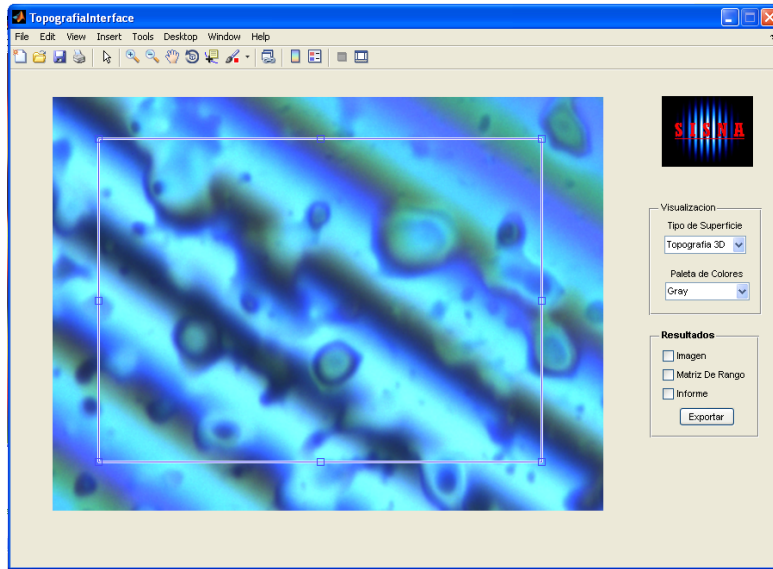 TopografiaInterface
File Edit View Insert Tools Desktop Window Help
SISNA
Visualizacion
Tipo de Superficie
Topografia 3D
Paleta de Colores
Gray
Resultados
Imagen
Matriz De Rango
Informe
Exportar